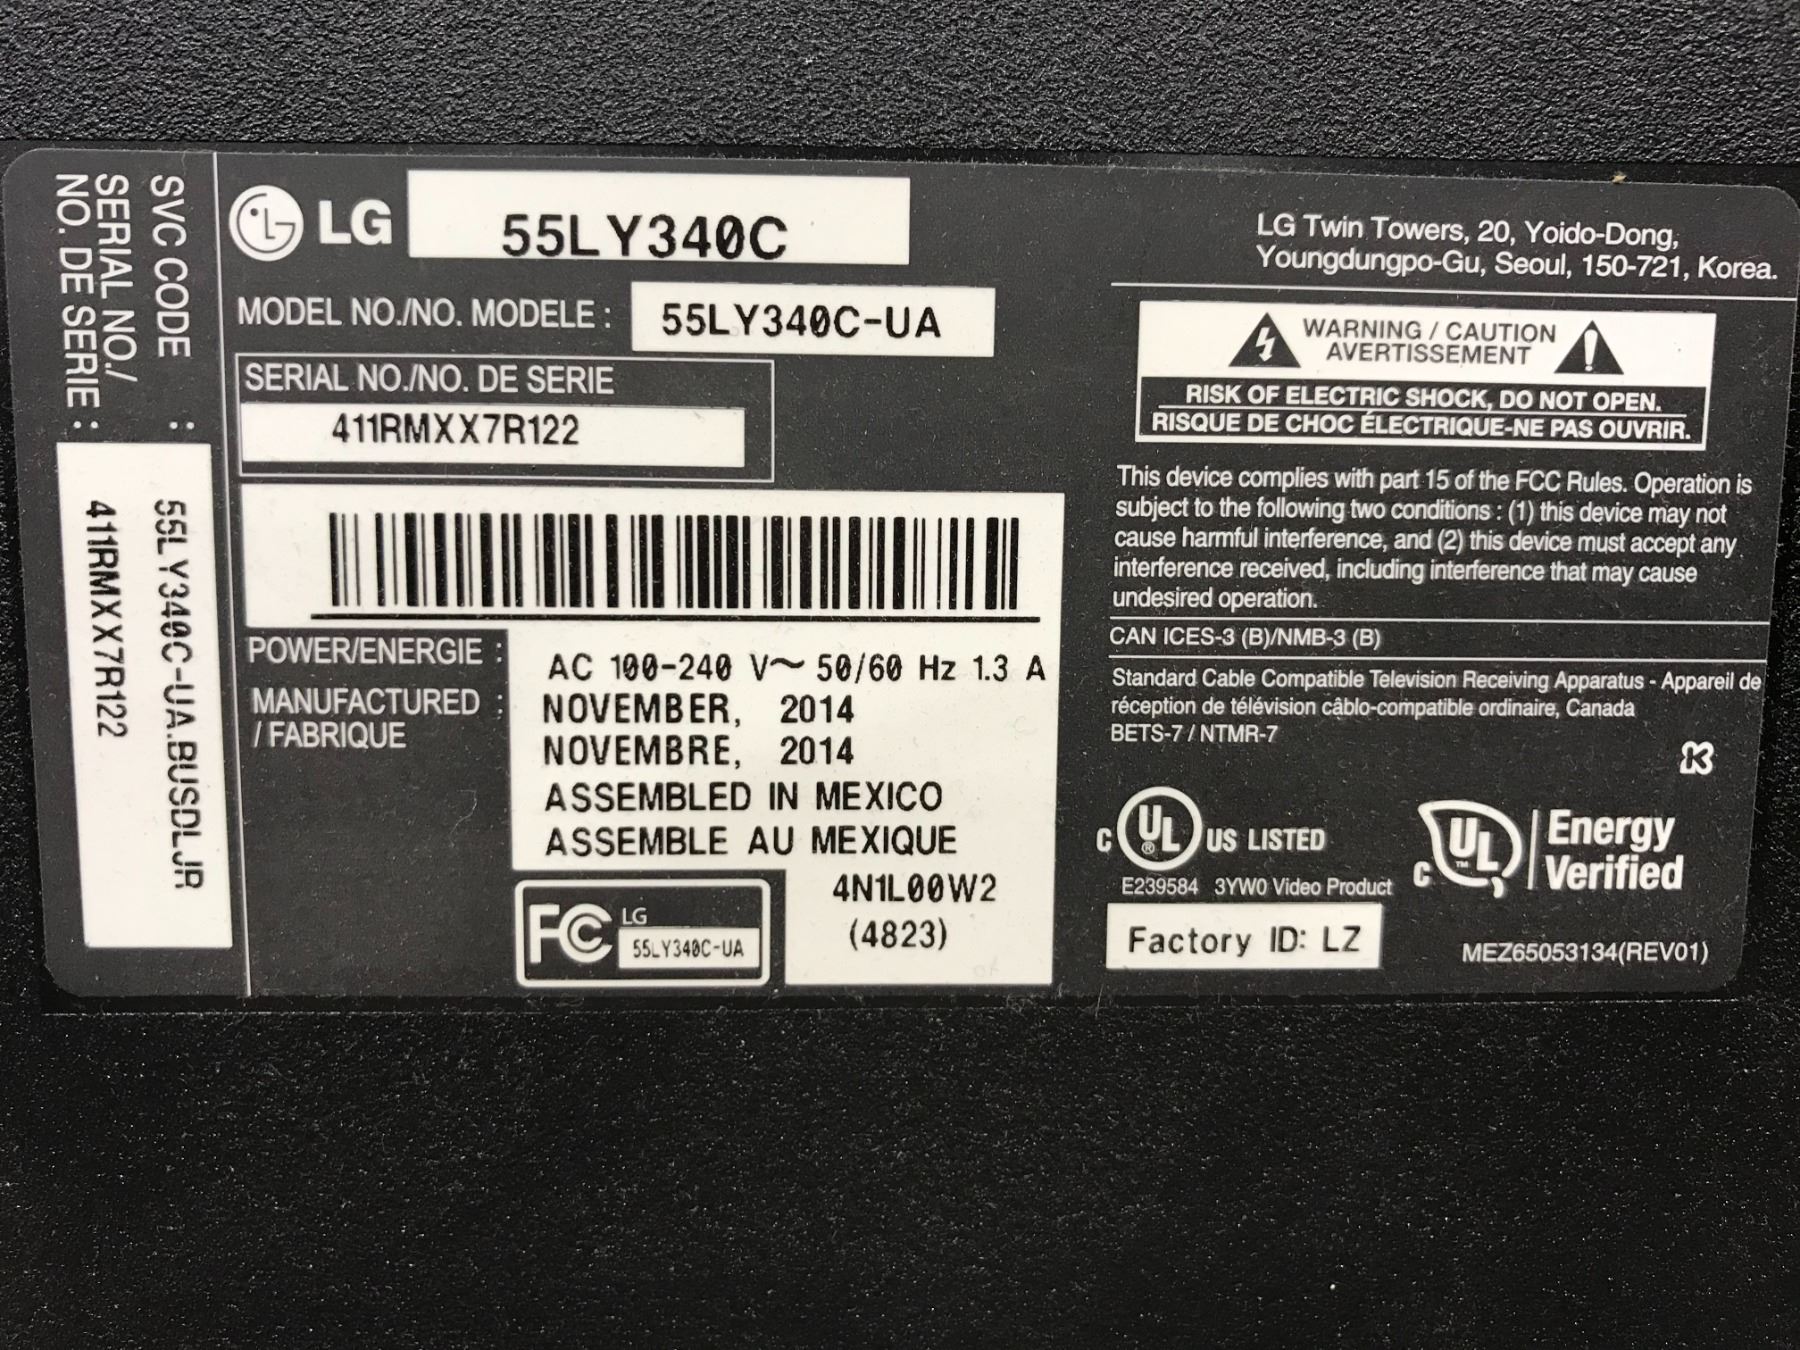 SVC CODE : 55LY340C-UA.BUSDLJR
SERIAL NO./
NO. DE SERIE : 411RMXX7R122
LG 55LY340C
MODEL NO./NO. MODELE : 55LY340C-UA
SERIAL NO./NO. DE SERIE
411RMXX7R122
POWER/ENERGIE : AC 100-240 V~ 50/60 Hz 1.3 A
MANUFACTURED : NOVEMBER, 2014
/ FABRIQUE NOVEMBRE, 2014
ASSEMBLED IN MEXICO
ASSEMBLE AU MEXIQUE
4N1L00W2
(4823)
FC LG
55LY340C-UA
LG Twin Towers, 20, Yoido-Dong,
Youngdungpo-Gu, Seoul, 150-721, Korea.
WARNING / CAUTION
AVERTISSEMENT
RISK OF ELECTRIC SHOCK, DO NOT OPEN.
RISQUE DE CHOC ÉLECTRIQUE-NE PAS OUVRIR.
This device complies with part 15 of the FCC Rules. Operation is
subject to the following two conditions : (1) this device may not
cause harmful interference, and (2) this device must accept any
interference received, including interference that may cause
undesired operation.
CAN ICES-3 (B)/NMB-3 (B)
Standard Cable Compatible Television Receiving Apparatus - Appareil de
réception de télévision câblo-compatible ordinaire, Canada
BETS-7 / NTMR-7
C UL ® US LISTED
E239584 3YW0 Video Product
C UL ™ Energy
Verified
Factory ID: LZ
MEZ65053134(REV01)